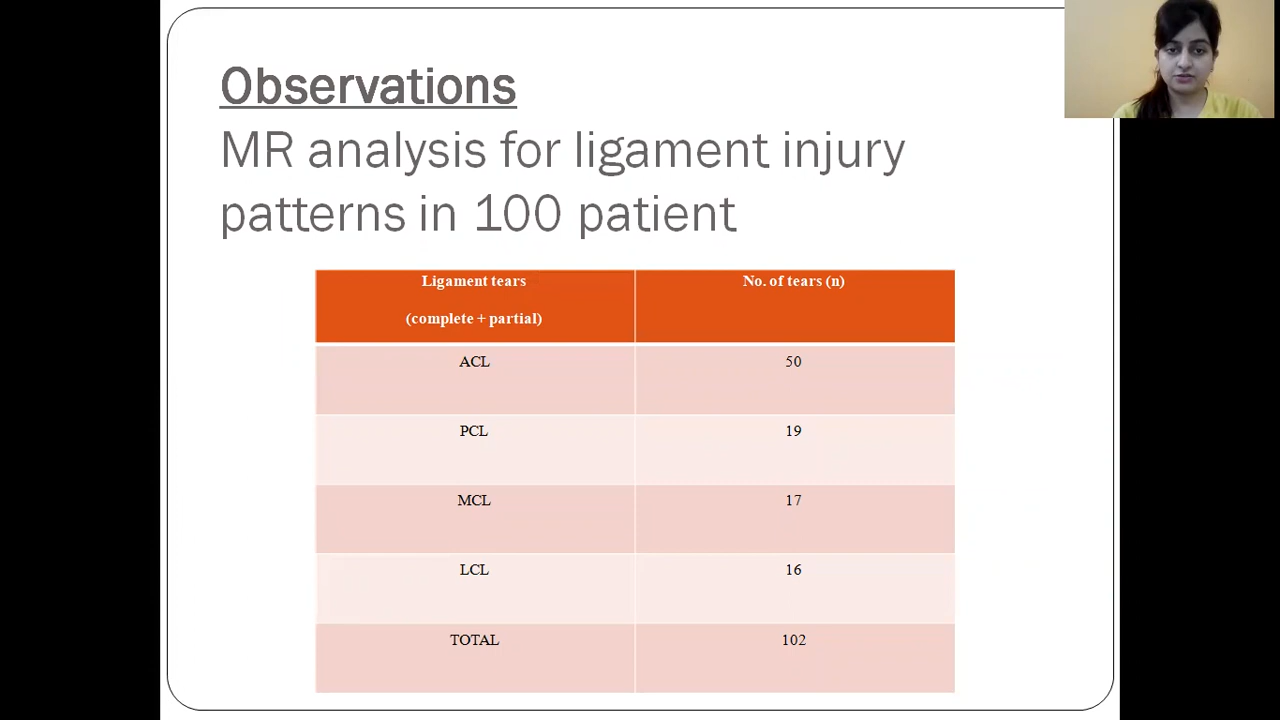 Observations
MR analysis for ligament injury
patterns in 100 patient
Ligament tears
(complete + partial)
No. of tears (n)
ACL
50
PCL
19
MCL
17
LCL
16
TOTAL
102